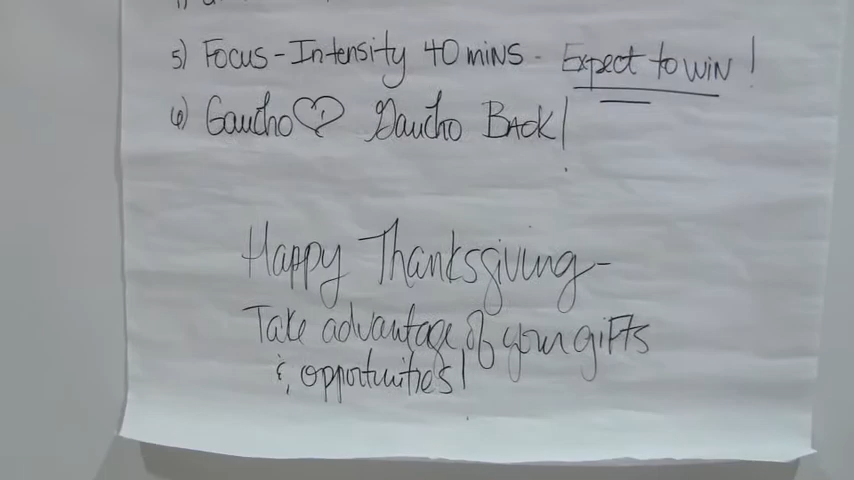 5) Focus - Intensity 40 mins - Expect to win!
6) Gaucho ♡ Gaucho Back!
Happy Thanksgiving -
Take advantage of your gifts
& opportunities!